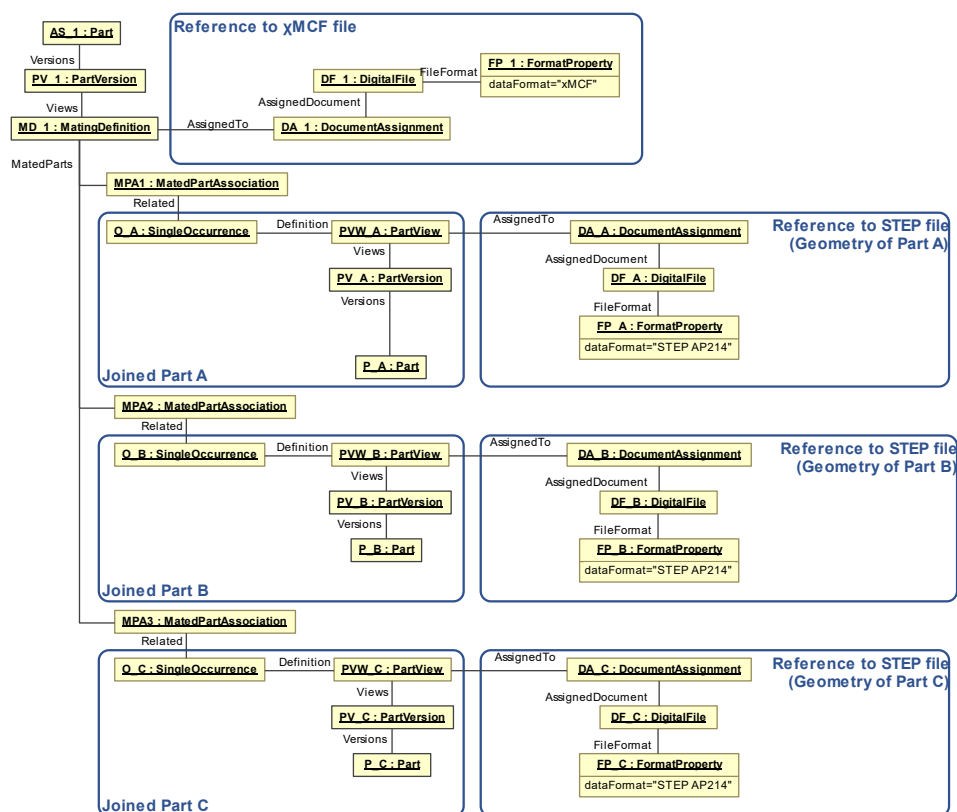 Reference to χMCF file
AS_1 : Part
Versions
FP_1 : FormatProperty
FileFormat
DF_1 : DigitalFile
PV_1 : PartVersion
dataFormat="xMCF"
AssignedDocument
Views
MD_1 : MatingDefinition
AssignedTo
DA_1 : DocumentAssignment
MatedParts
MPA1 : MatedPartAssociation
Related
O_A : SingleOccurrence
Definition
PVW_A : PartView
AssignedTo
DA_A : DocumentAssignment
Reference to STEP file
(Geometry of Part A)
Views
AssignedDocument
PV_A : PartVersion
DF_A : DigitalFile
Versions
FileFormat
FP_A : FormatProperty
dataFormat="STEP AP214"
P_A : Part
Joined Part A
MPA2 : MatedPartAssociation
Related
O_B : SingleOccurrence
Definition
PVW_B : PartView
AssignedTo
DA_B : DocumentAssignment
Reference to STEP file
(Geometry of Part B)
Views
AssignedDocument
PV_B : PartVersion
DF_B : DigitalFile
Versions
FileFormat
P_B : Part
FP_B : FormatProperty
dataFormat="STEP AP214"
Joined Part B
MPA3 : MatedPartAssociation
Related
O_C : SingleOccurrence
Definition
PVW_C : PartView
AssignedTo
DA_C : DocumentAssignment
Reference to STEP file
(Geometry of Part C)
Views
AssignedDocument
PV_C : PartVersion
DF_C : DigitalFile
Versions
FileFormat
P_C : Part
FP_C : FormatProperty
dataFormat="STEP AP214"
Joined Part C